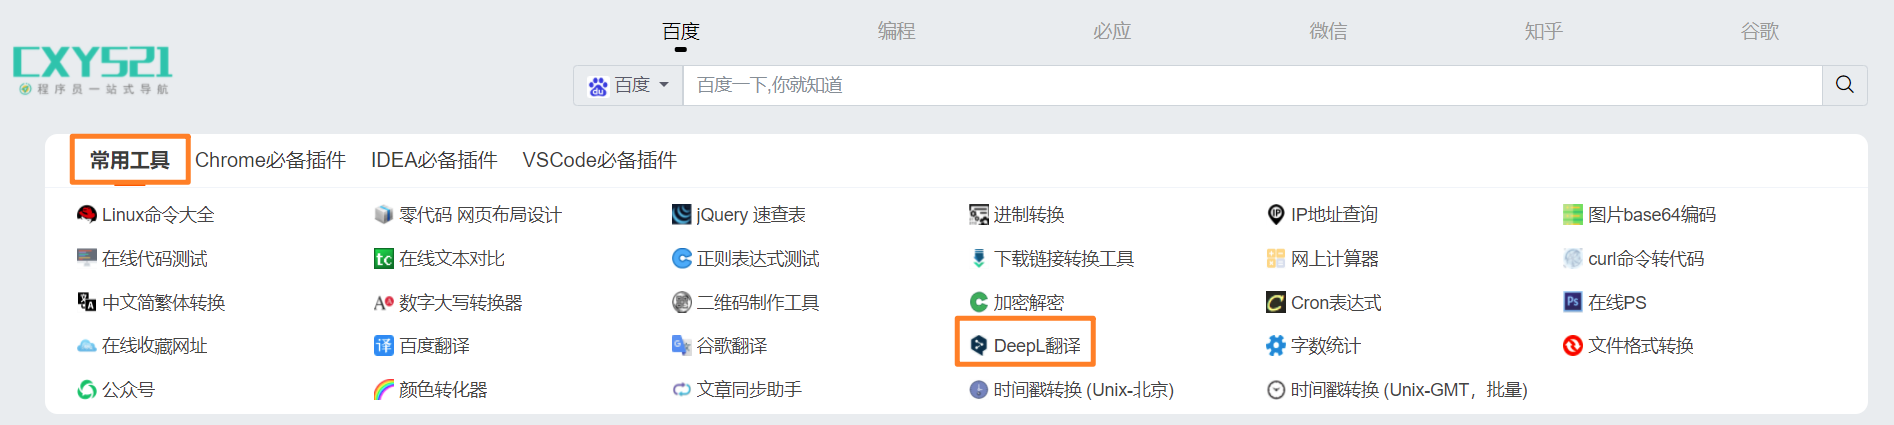 百度 编程 必应 微信 知乎 谷歌
CXY521
程序员一站式导航
百度 百度一下,你就知道
常用工具 Chrome必备插件 IDEA必备插件 VSCode必备插件
Linux命令大全 零代码 网页布局设计 jQuery 速查表 进制转换 IP地址查询 图片base64编码
在线代码测试 tc 在线文本对比 正则表达式测试 下载链接转换工具 网上计算器 curl命令转代码
中文简繁体转换 数字大写转换器 二维码制作工具 加密解密 Cron表达式 Ps 在线PS
在线收藏网址 译 百度翻译 谷歌翻译 DeepL翻译 字数统计 文件格式转换
公众号 颜色转化器 文章同步助手 时间戳转换 (Unix-北京) 时间戳转换 (Unix-GMT，批量)